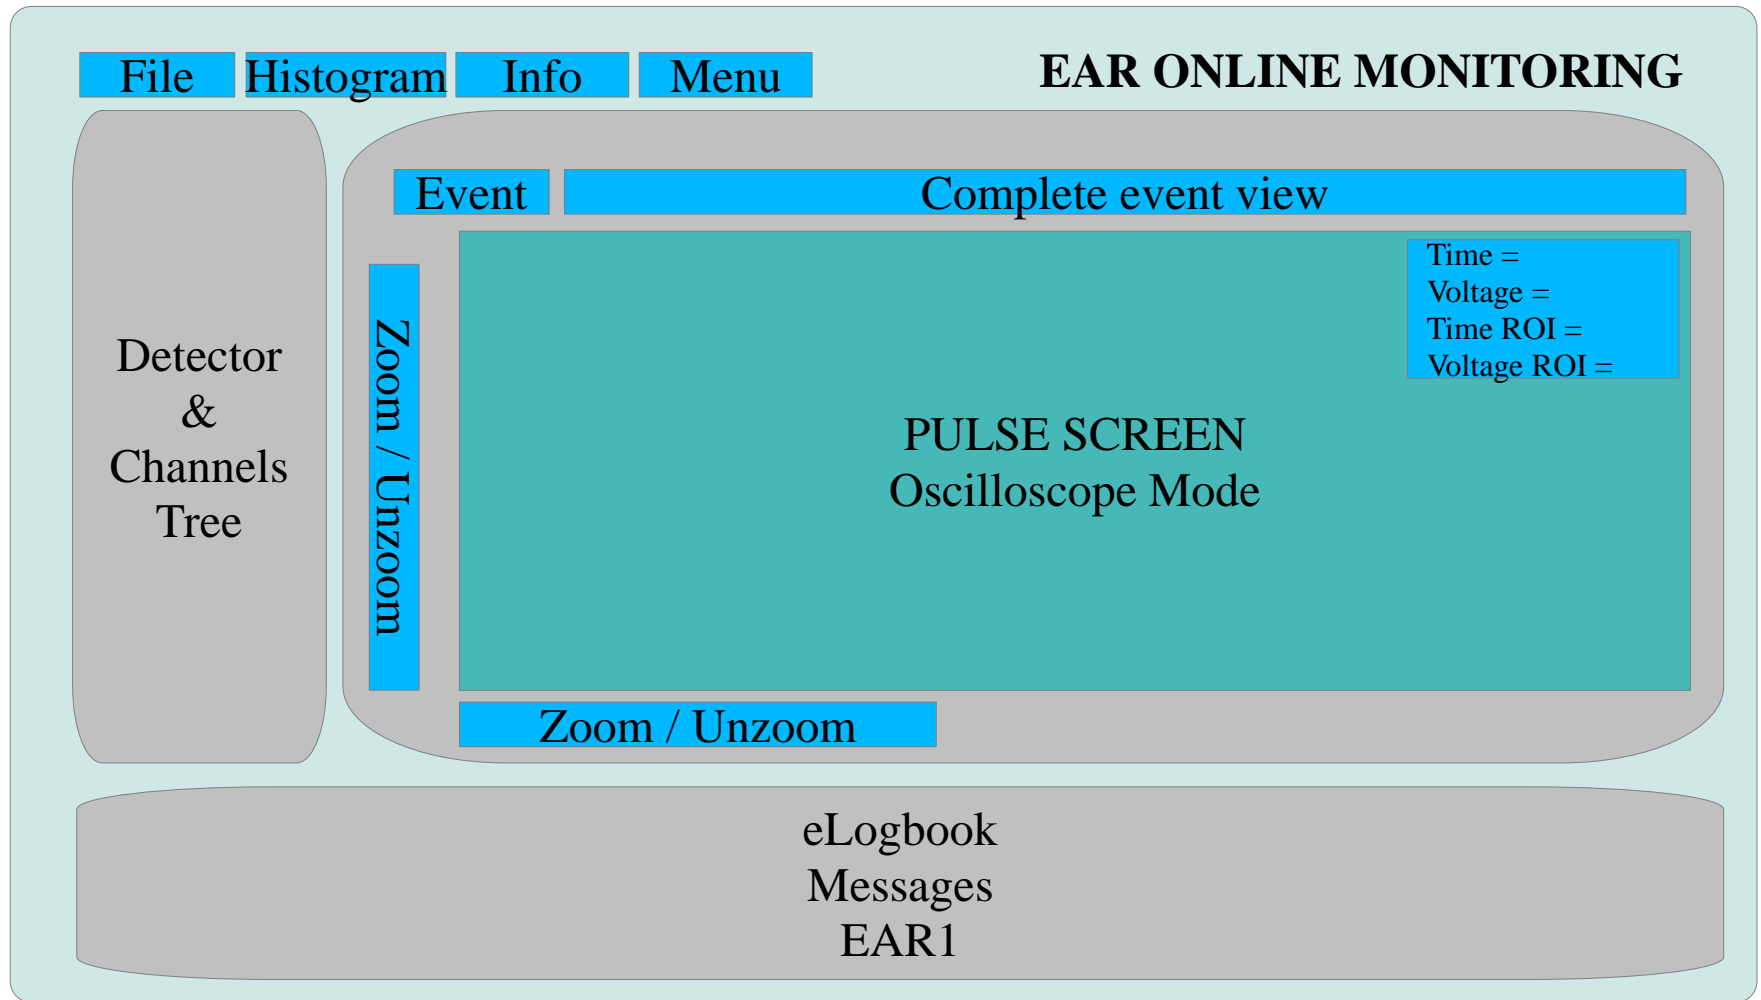 File
Histogram
Info
Menu
EAR ONLINE MONITORING
Detector
&
Channels
Tree
Event
Complete event view
Zoom / Unzoom
Time =
Voltage =
Time ROI =
Voltage ROI =
PULSE SCREEN
Oscilloscope Mode
Zoom / Unzoom
eLogbook
Messages
EAR1